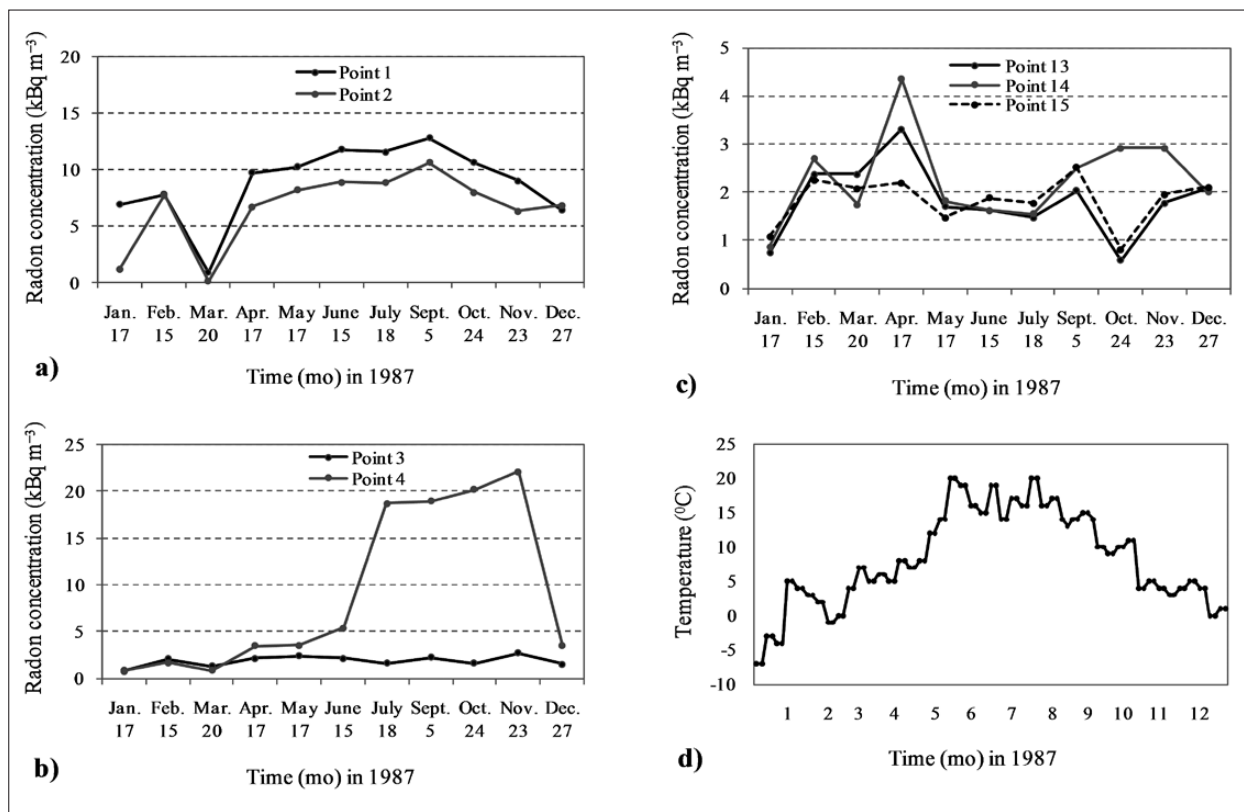 20
15
10
5
0
Radon concentration (kBq m⁻³)
Point 1
Point 2
Jan. Feb. Mar. Apr. May June July Sept. Oct. Nov. Dec.
17 15 20 17 17 15 18 5 24 23 27
a)
Time (mo) in 1987
25
20
15
10
5
0
Radon concentration (kBq m⁻³)
Point 3
Point 4
Jan. Feb. Mar. Apr. May June July Sept. Oct. Nov. Dec.
17 15 20 17 17 15 18 5 24 23 27
b)
Time (mo) in 1987
5
4
3
2
1
0
Radon concentration (kBq m⁻³)
Point 13
Point 14
Point 15
Jan. Feb. Mar. Apr. May June July Sept. Oct. Nov. Dec.
17 15 20 17 17 15 18 5 24 23 27
c)
Time (mo) in 1987
25
20
15
10
5
0
-5
-10
Temperature (⁰C)
1 2 3 4 5 6 7 8 9 10 11 12
d)
Time (mo) in 1987